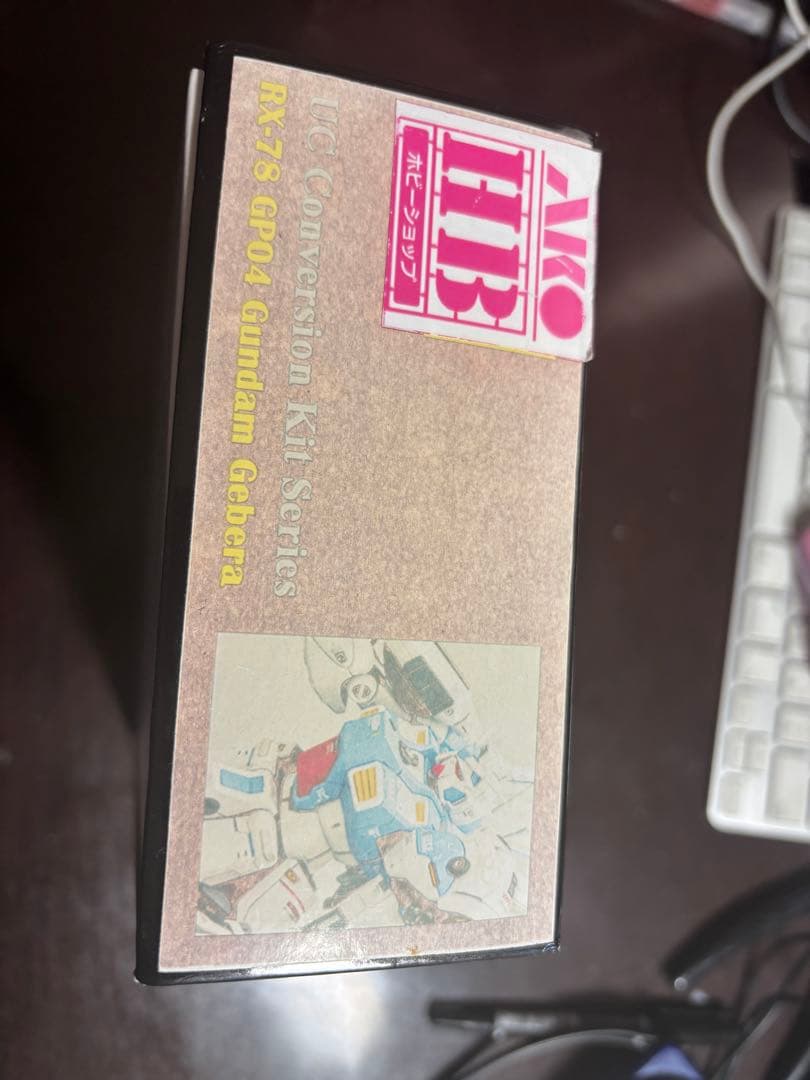 AKO
HB
ホビーショップ
UC Conversion Kit Series
RX-78 GP04 Gundam Gebera